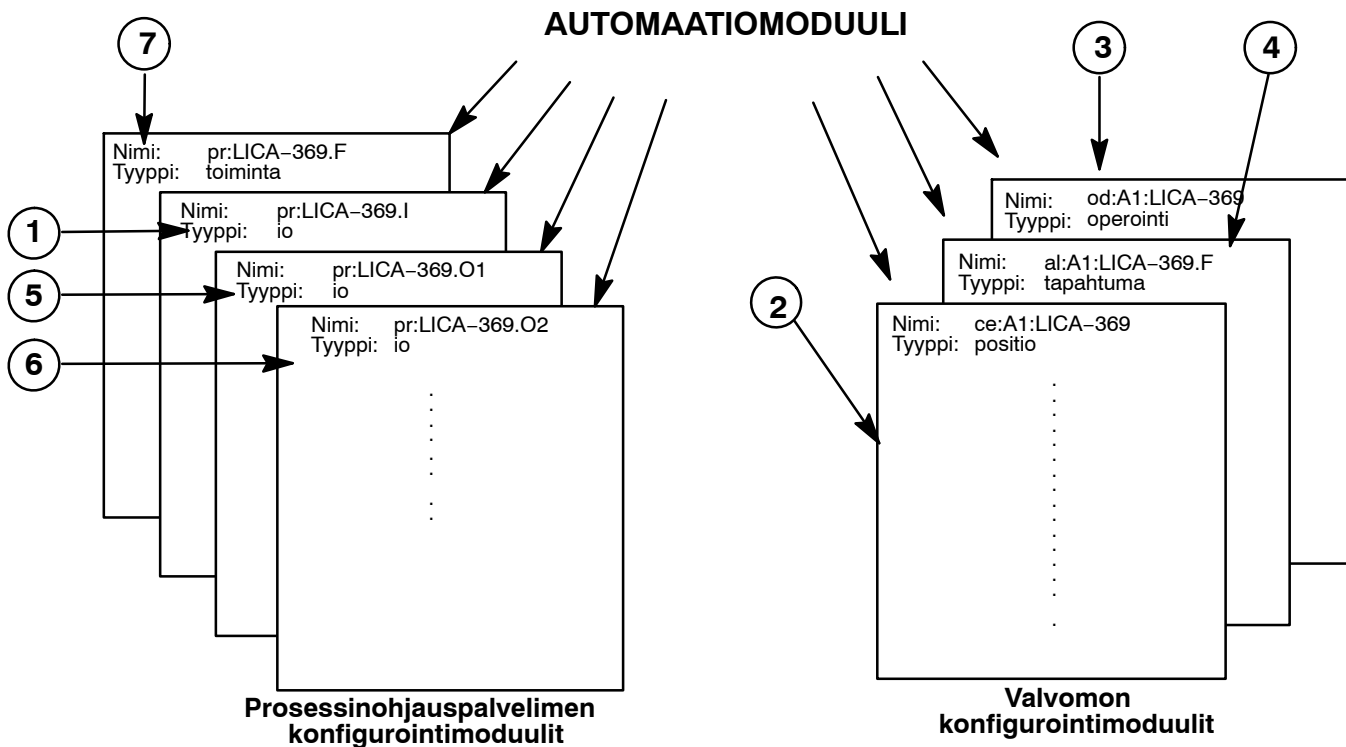 AUTOMAATIOMODUULI
7
3
4
Nimi: pr:LICA−369.F
Tyyppi: toiminta
1
Nimi: pr:LICA−369.I
Tyyppi: io
5
Nimi: pr:LICA−369.O1
Tyyppi: io
6
Nimi: pr:LICA−369.O2
Tyyppi: io
Prosessinohjauspalvelimen
konfigurointimoduulit
Nimi: od:A1:LICA−369
Tyyppi: operointi
Nimi: al:A1:LICA−369.F
Tyyppi: tapahtuma
2
Nimi: ce:A1:LICA−369
Tyyppi: positio
Valvomon
konfigurointimoduulit